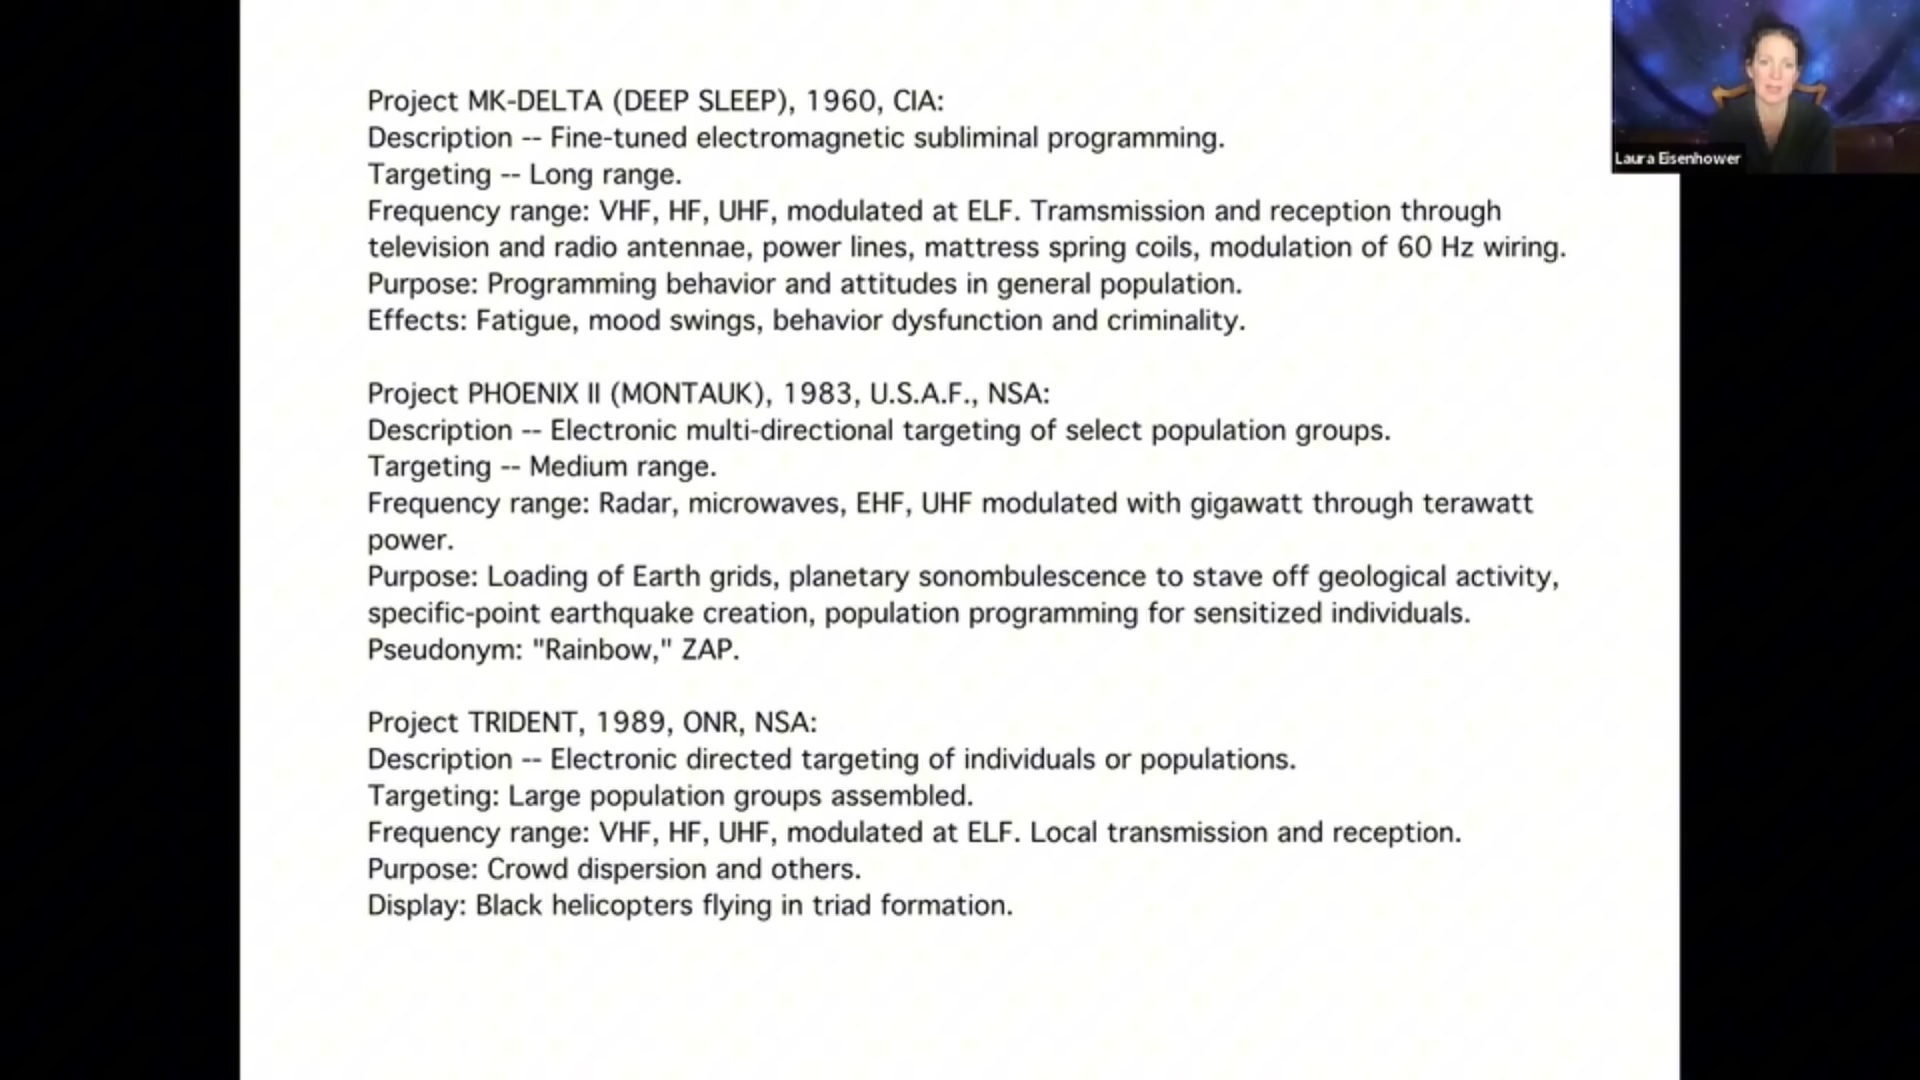 Project MK-DELTA (DEEP SLEEP), 1960, CIA:
Description -- Fine-tuned electromagnetic subliminal programming.
Targeting -- Long range.
Frequency range: VHF, HF, UHF, modulated at ELF. Tramsmission and reception through
television and radio antennae, power lines, mattress spring coils, modulation of 60 Hz wiring.
Purpose: Programming behavior and attitudes in general population.
Effects: Fatigue, mood swings, behavior dysfunction and criminality.
Project PHOENIX II (MONTAUK), 1983, U.S.A.F., NSA:
Description -- Electronic multi-directional targeting of select population groups.
Targeting -- Medium range.
Frequency range: Radar, microwaves, EHF, UHF modulated with gigawatt through terawatt
power.
Purpose: Loading of Earth grids, planetary sonombulescence to stave off geological activity,
specific-point earthquake creation, population programming for sensitized individuals.
Pseudonym: "Rainbow," ZAP.
Project TRIDENT, 1989, ONR, NSA:
Description -- Electronic directed targeting of individuals or populations.
Targeting: Large population groups assembled.
Frequency range: VHF, HF, UHF, modulated at ELF. Local transmission and reception.
Purpose: Crowd dispersion and others.
Display: Black helicopters flying in triad formation.
Laura Eisenhower